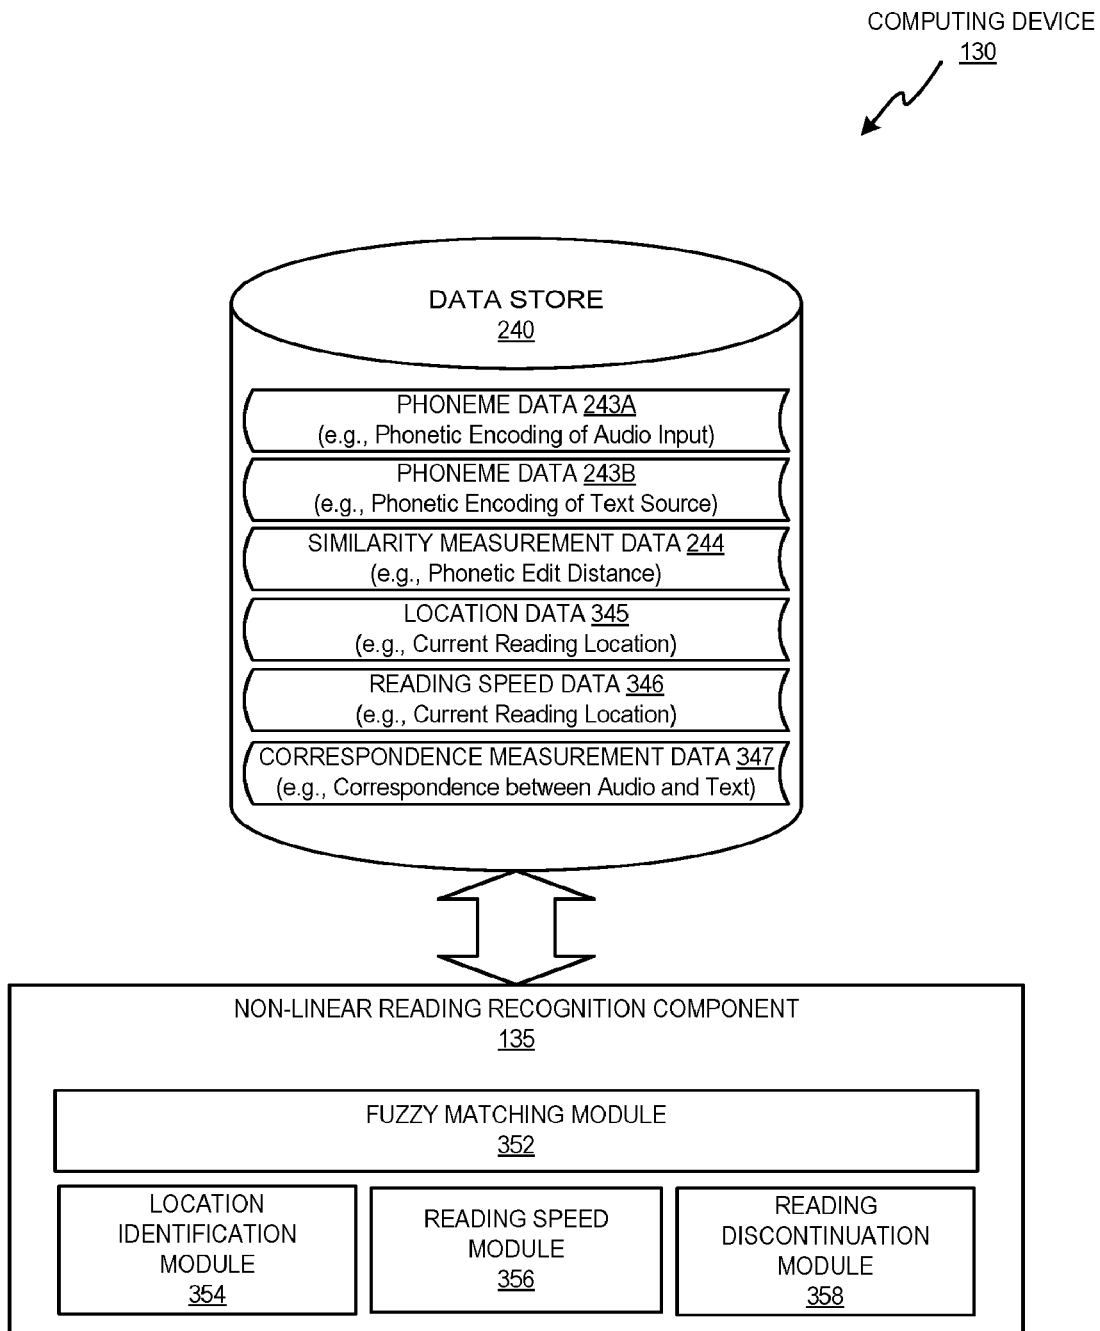 COMPUTING DEVICE
130
DATA STORE
240
PHONEME DATA 243A
(e.g., Phonetic Encoding of Audio Input)
PHONEME DATA 243B
(e.g., Phonetic Encoding of Text Source)
SIMILARITY MEASUREMENT DATA 244
(e.g., Phonetic Edit Distance)
LOCATION DATA 345
(e.g., Current Reading Location)
READING SPEED DATA 346
(e.g., Current Reading Location)
CORRESPONDENCE MEASUREMENT DATA 347
(e.g., Correspondence between Audio and Text)
NON-LINEAR READING RECOGNITION COMPONENT
135
FUZZY MATCHING MODULE
352
LOCATION
IDENTIFICATION
MODULE
354
READING SPEED
MODULE
356
READING
DISCONTINUATION
MODULE
358